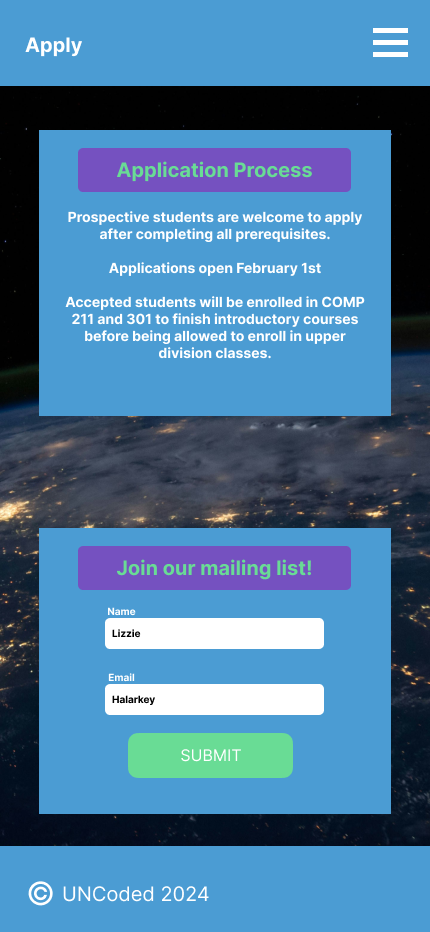 Apply
Application Process
Prospective students are welcome to apply
after completing all prerequisites.
Applications open February 1st
Accepted students will be enrolled in COMP
211 and 301 to finish introductory courses
before being allowed to enroll in upper
division classes.
Join our mailing list!
Name
Lizzie
Email
Halarkey
SUBMIT
© UNCoded 2024